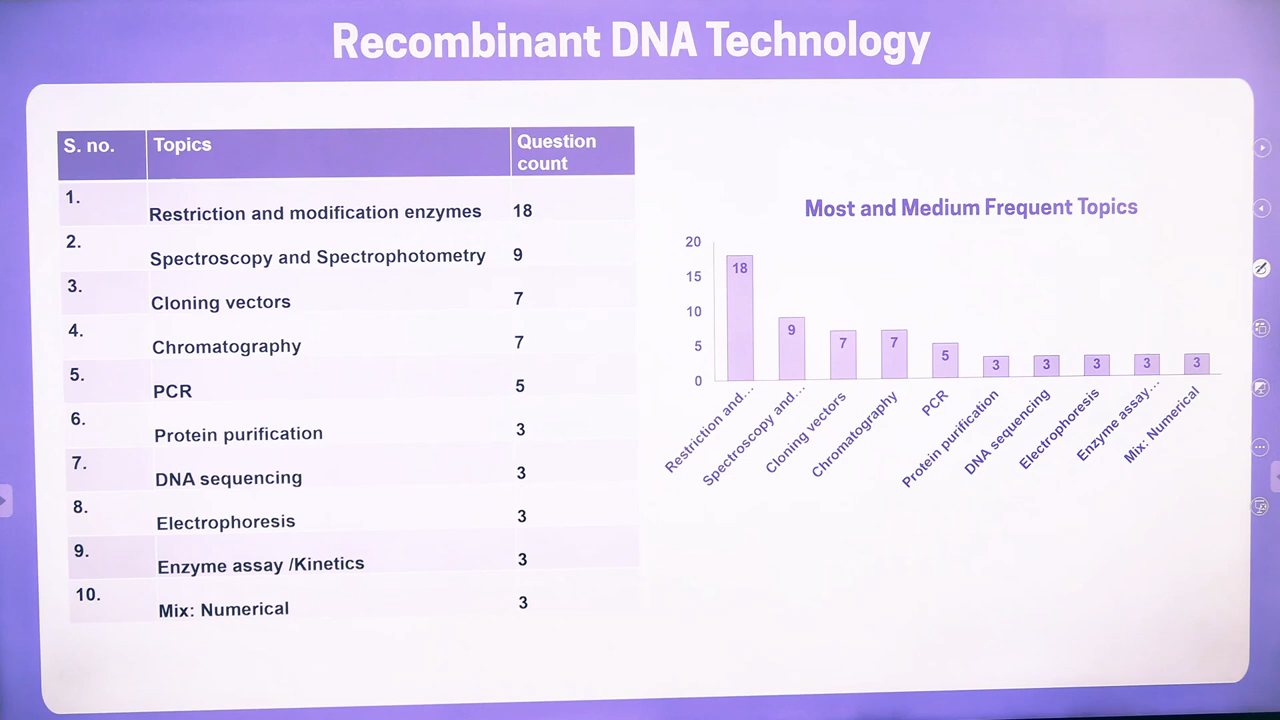 Recombinant DNA Technology
S. no. Topics Question count
1. Restriction and modification enzymes 18
2. Spectroscopy and Spectrophotometry 9
3. Cloning vectors 7
4. Chromatography 7
5. PCR 5
6. Protein purification 3
7. DNA sequencing 3
8. Electrophoresis 3
9. Enzyme assay /Kinetics 3
10. Mix: Numerical 3
Most and Medium Frequent Topics
20
15
10
5
0
18 9 7 7 5 3 3 3 3 3
Restriction and...
Spectroscopy and...
Cloning vectors
Chromatography
PCR
Protein purification
DNA sequencing
Electrophoresis
Enzyme assay...
Mix: Numerical